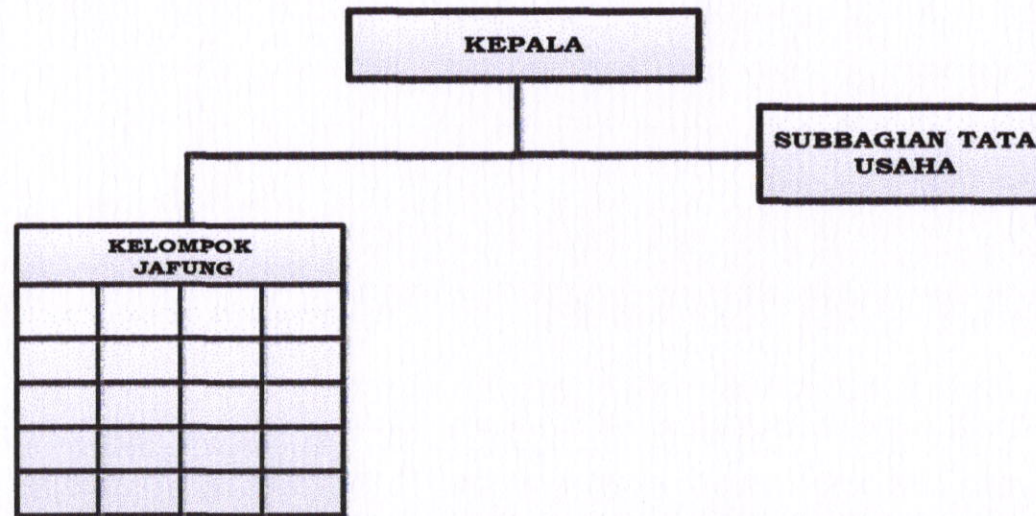 KEPALA
SUBBAGIAN TATA
USAHA
KELOMPOK
JAFUNG